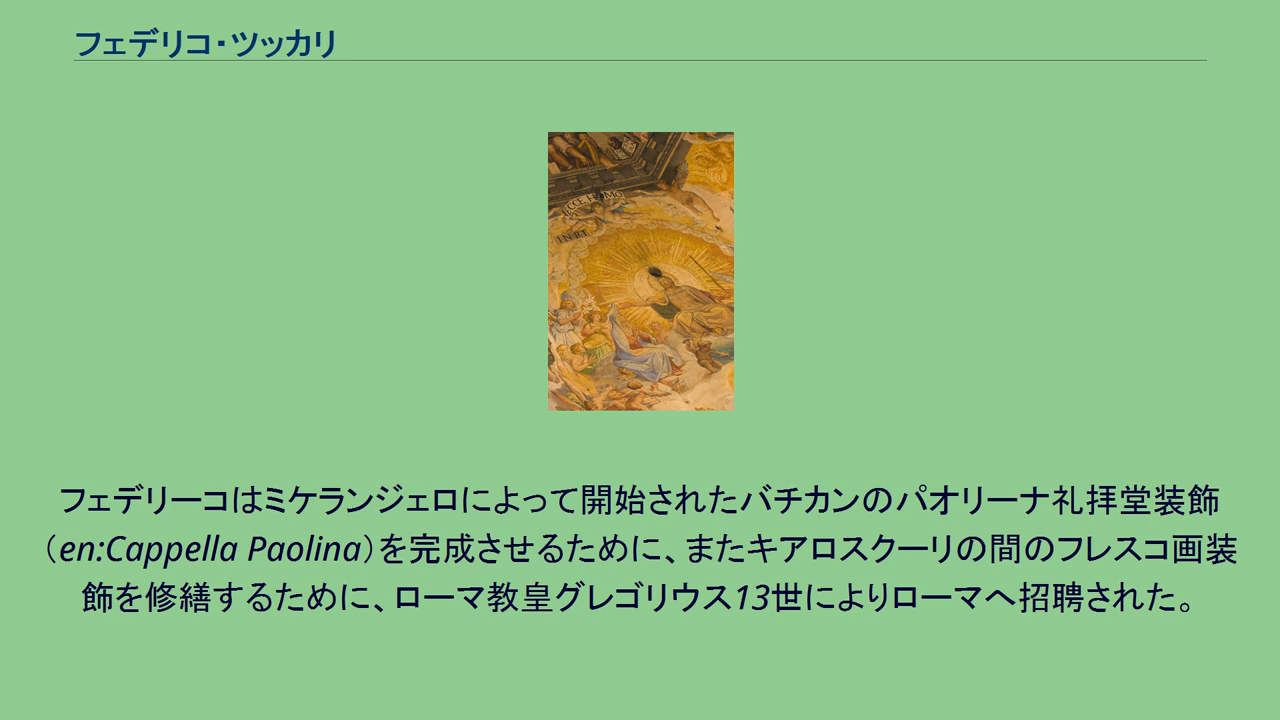 フェデリコ・ツッカリ
ECCE HOMO
I.N.R.I.
フェデリーコはミケランジェロによって開始されたバチカンのパオリーナ礼拝堂装飾
（en:Cappella Paolina）を完成させるために、またキアロスクーリの間のフレスコ画装
飾を修繕するために、ローマ教皇グレゴリウス13世によりローマへ招聘された。